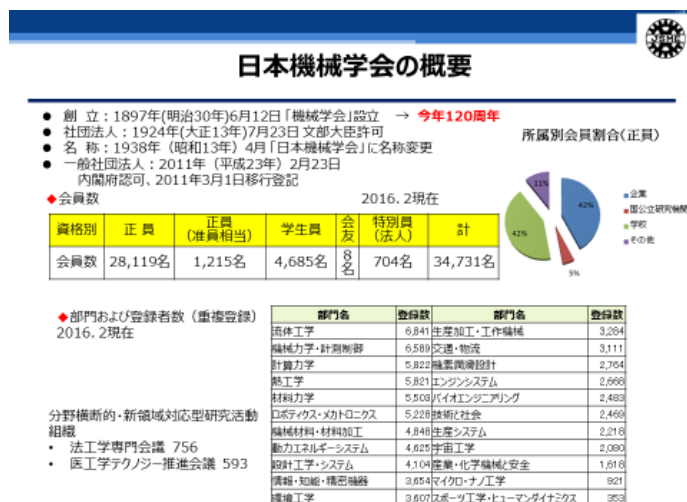 JSME
日本機械学会の概要
● 創 立：1897年(明治30年)6月12日「機械学会」設立 → 今年120周年
● 社団法人：1924年(大正13年)7月23日 文部大臣許可
● 名 称：1938年（昭和13年）4月「日本機械学会」に名称変更
● 一般社団法人：2011年（平成23年）2月23日
内閣府認可、2011年3月1日移行登記
所属別会員割合(正員)
11%
42%
42%
5%
企業
国公立研究機関
学校
その他
◆会員数 2016. 2現在
資格別 正 員 正員（准員相当） 学生員 会友 特別員（法人） 計
会員数 28,119名 1,215名 4,685名 8名 704名 34,731名
◆部門および登録者数（重複登録）
2016. 2現在
部門名 登録数 部門名 登録数
流体工学 6,841 生産加工・工作機械 3,284
機械力学・計測制御 6,589 交通・物流 3,111
計算力学 5,822 機素潤滑設計 2,764
熱工学 5,821 エンジンシステム 2,668
材料力学 5,503 バイオエンジニアリング 2,483
ロボティクス・メカトロニクス 5,228 技術と社会 2,469
機械材料・材料加工 4,848 生産システム 2,218
動力エネルギーシステム 4,625 宇宙工学 2,080
設計工学・システム 4,104 産業・化学機械と安全 1,618
情報・知能・精密機器 3,654 マイクロ・ナノ工学 921
環境工学 3,607 スポーツ工学・ヒューマンダイナミクス 353
分野横断的・新領域対応型研究活動
組織
• 法工学専門会議 756
• 医工学テクノジー推進会議 593